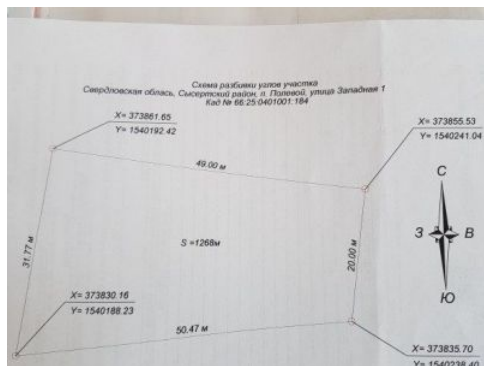 Схема разбивки углов участка
Свердловская область, Сысертский район, п. Полевой, улица Западная 1
Кад № 66:25:0401001:184
X= 373861.65
Y= 1540192.42
X= 373855.53
Y= 1540241.04
49.00 м
С
З
В
Ю
31.77 м
S =1268м
20.00 м
X= 373830.16
Y= 1540188.23
50.47 м
X= 373835.70
Y= 1540238.40